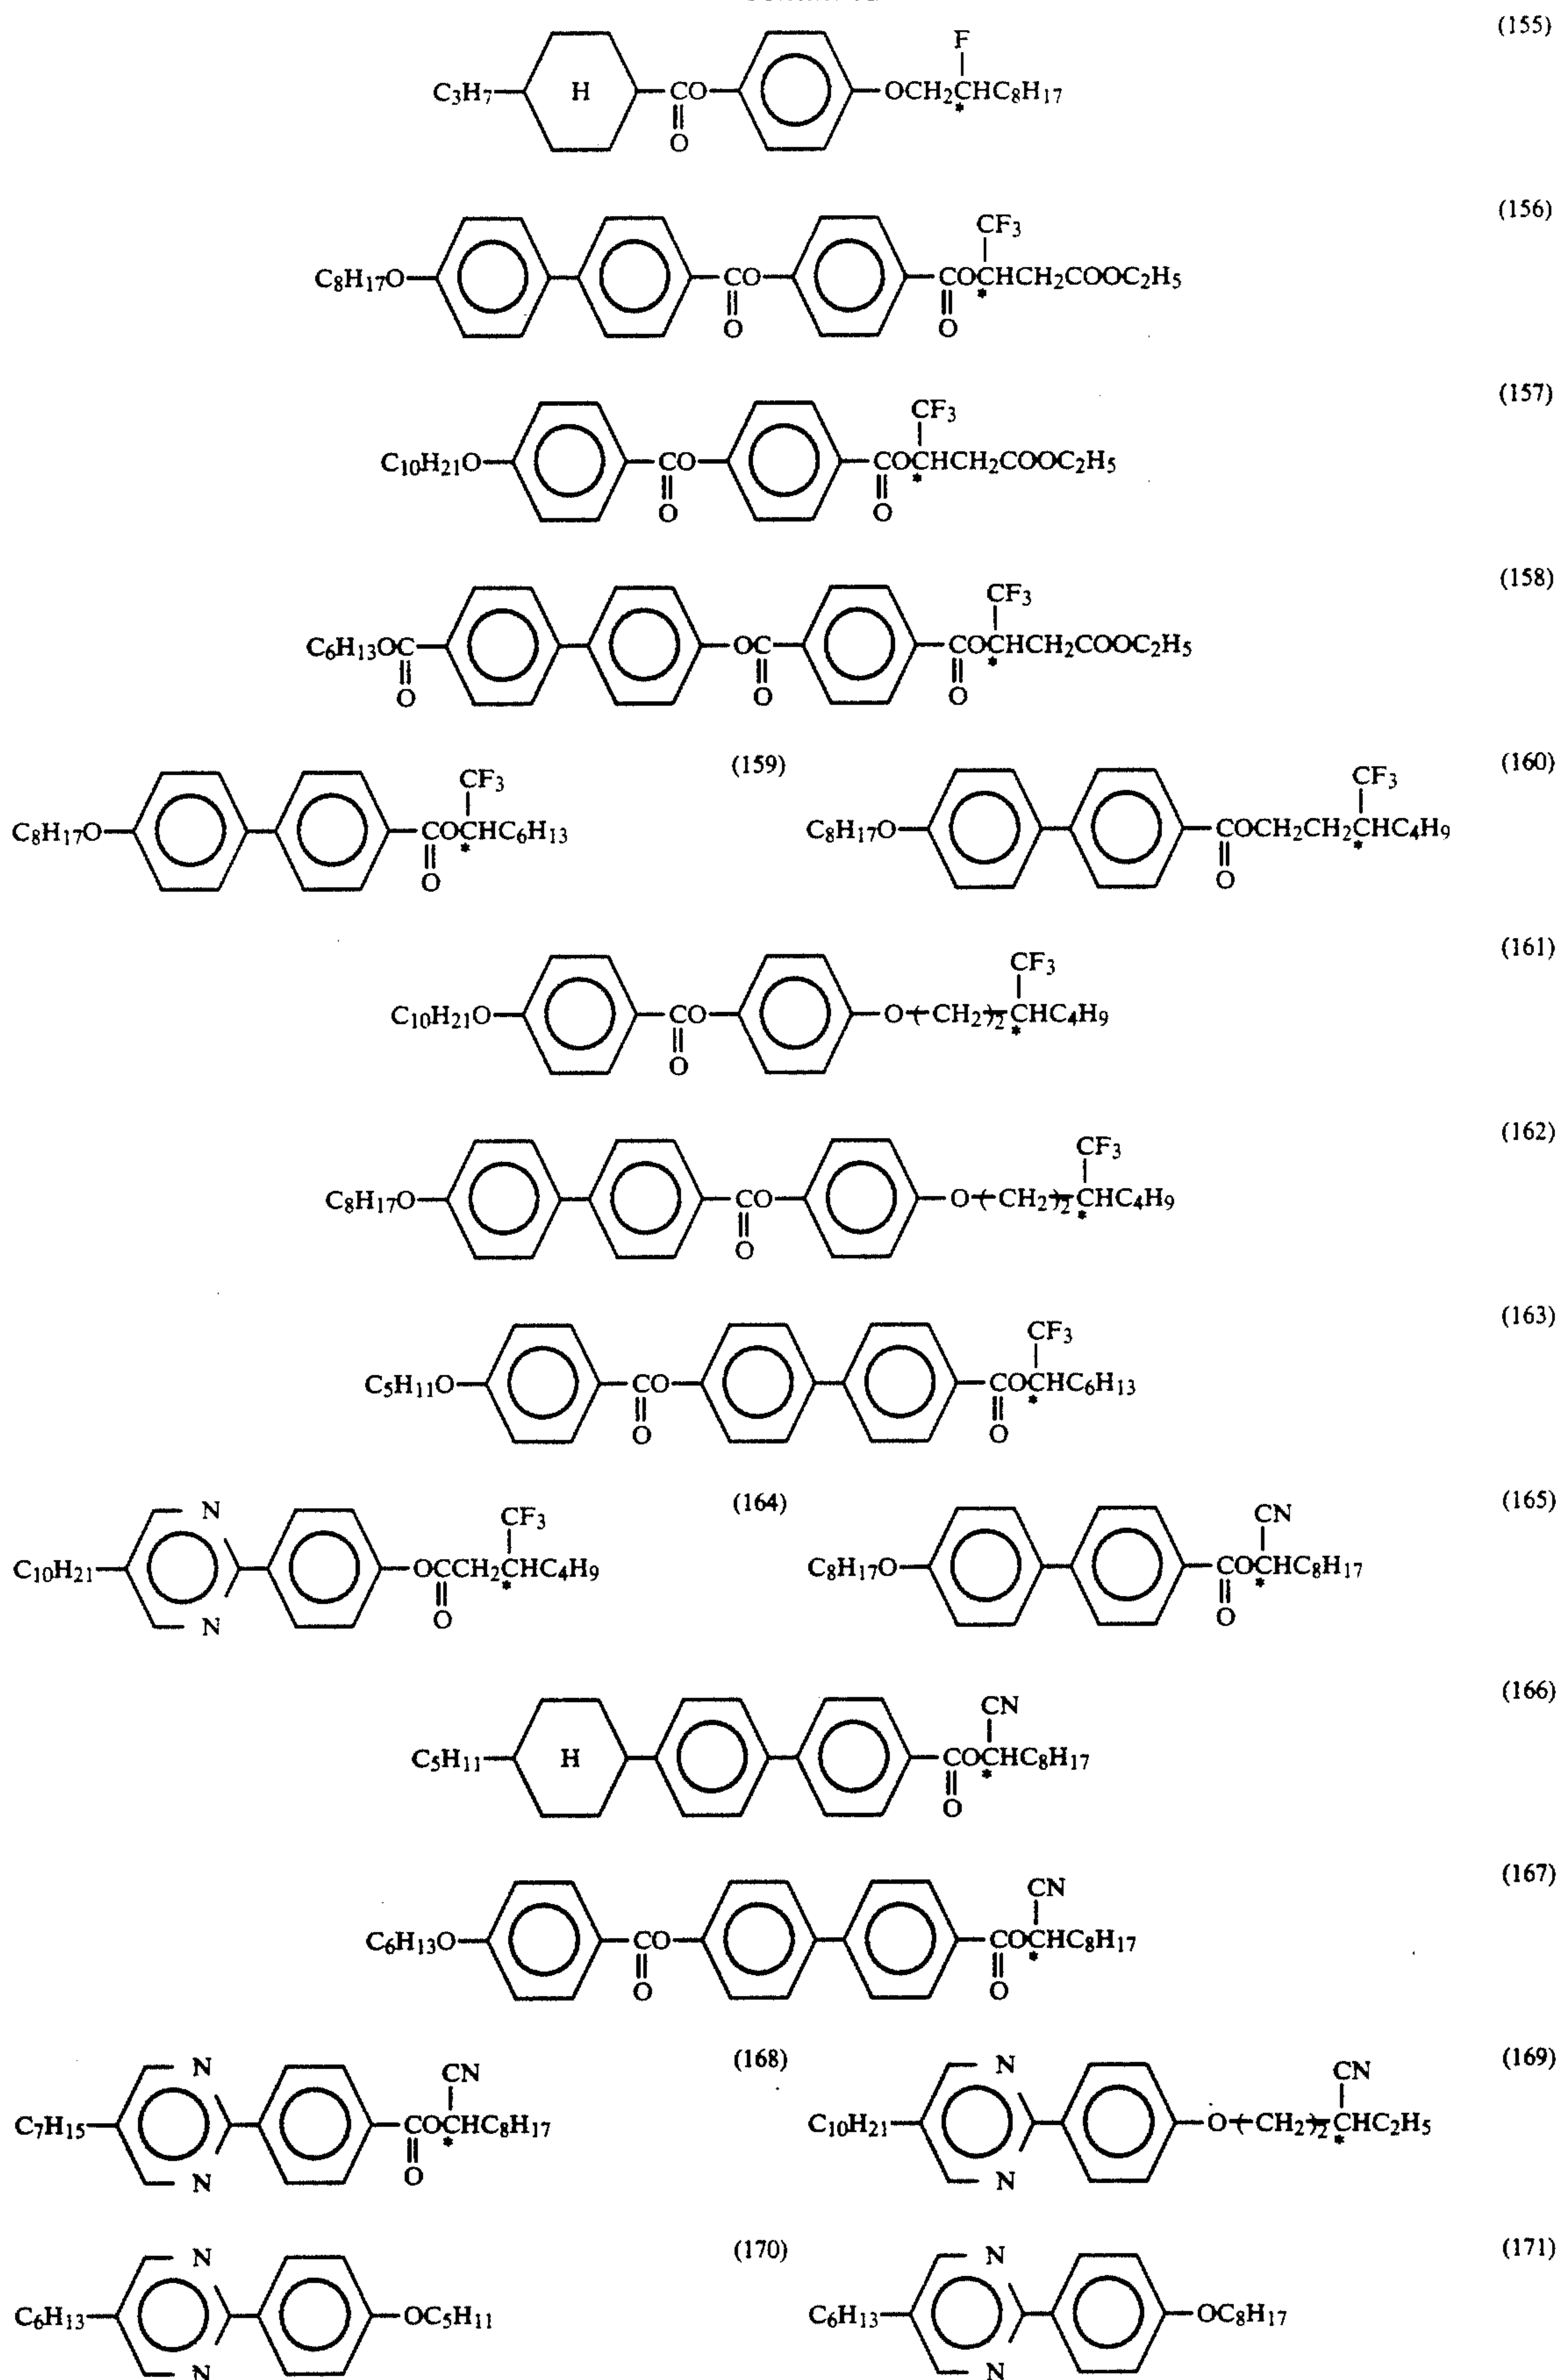 (155)
F
C3H7 H CO OCH2CHC8H17
* O
(156)
CF3
C8H17O CO COCHCH2COOC2H5
O O *
(157)
CF3
C10H21O CO COCHCH2COOC2H5
O O *
(158)
CF3
C6H13OC OC COCHCH2COOC2H5
O O O *
(159)
CF3
C8H17O COCHC6H13
O *
(160)
CF3
C8H17O COCH2CH2CHC4H9
O *
(161)
CF3
C10H21O CO O(CH2)2CHC4H9
O *
(162)
CF3
C8H17O CO O(CH2)2CHC4H9
O *
(163)
CF3
C5H11O CO COCHC6H13
O O *
(164)
N CF3
C10H21 OCCH2CHC4H9
N O *
(165)
CN
C8H17O COCHC8H17
O *
(166)
CN
C5H11 H COCHC8H17
O *
(167)
CN
C6H13O CO COCHC8H17
O O *
(168)
N CN
C7H15 COCHC8H17
N O *
(169)
N CN
C10H21 O(CH2)2CHC2H5
N *
(170)
N
C6H13 OC5H11
N
(171)
N
C6H13 OC8H17
N